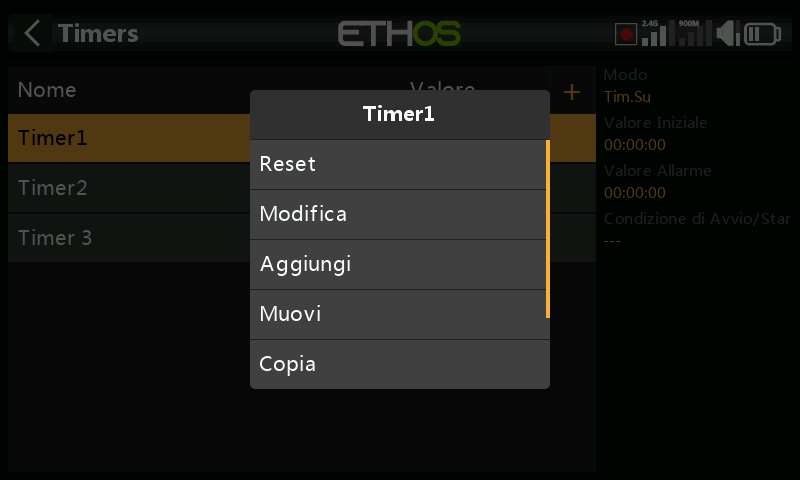 Timers
ETHOS
2.4G
900M
Nome
Valore
+
Timer1
Timer2
Timer 3
Timer1
Reset
Modifica
Aggiungi
Muovi
Copia
Modo
Tim.Su
Valore Iniziale
00:00:00
Valore Allarme
00:00:00
Condizione di Avvio/Star
---